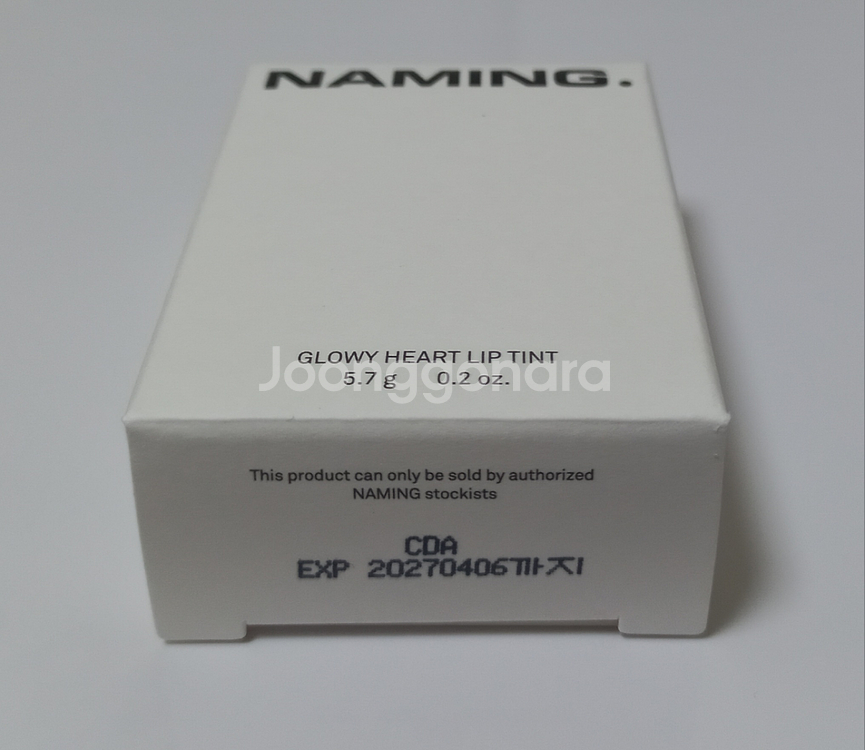 NAMING.
GLOWY HEART LIP TINT
5.7 g 0.2 oz.
Joonggonara
This product can only be sold by authorized
NAMING stockists
CDA
EXP 20270406까지